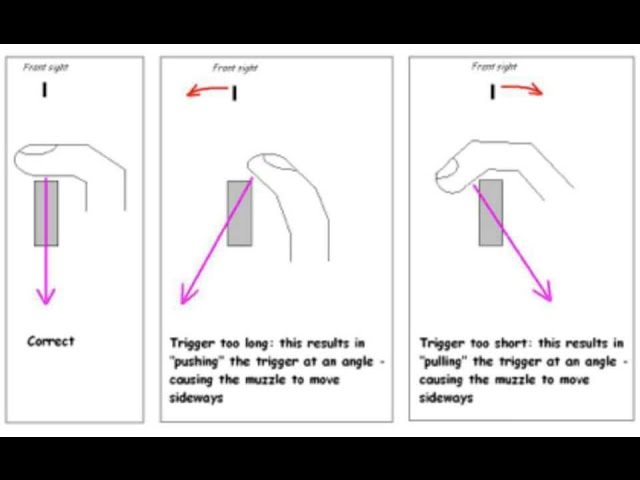 Front sight
Correct
Front sight
Trigger too long: this results in
"pushing" the trigger at an angle -
causing the muzzle to move
sideways
Front sight
Trigger too short: this results in
"pulling" the trigger at an angle -
causing the muzzle to move
sideways